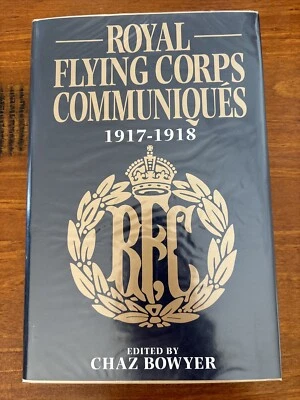 ROYAL
FLYING CORPS
COMMUNIQUÉS
1917-1918
RFC
EDITED BY
CHAZ BOWYER